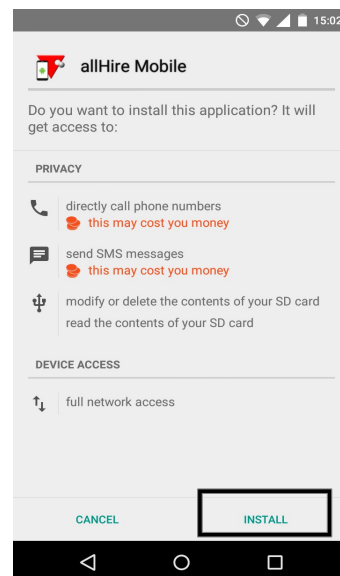 15:02
allHire Mobile
Do you want to install this application? It will
get access to:
PRIVACY
directly call phone numbers
this may cost you money
send SMS messages
this may cost you money
modify or delete the contents of your SD card
read the contents of your SD card
DEVICE ACCESS
full network access
CANCEL
INSTALL